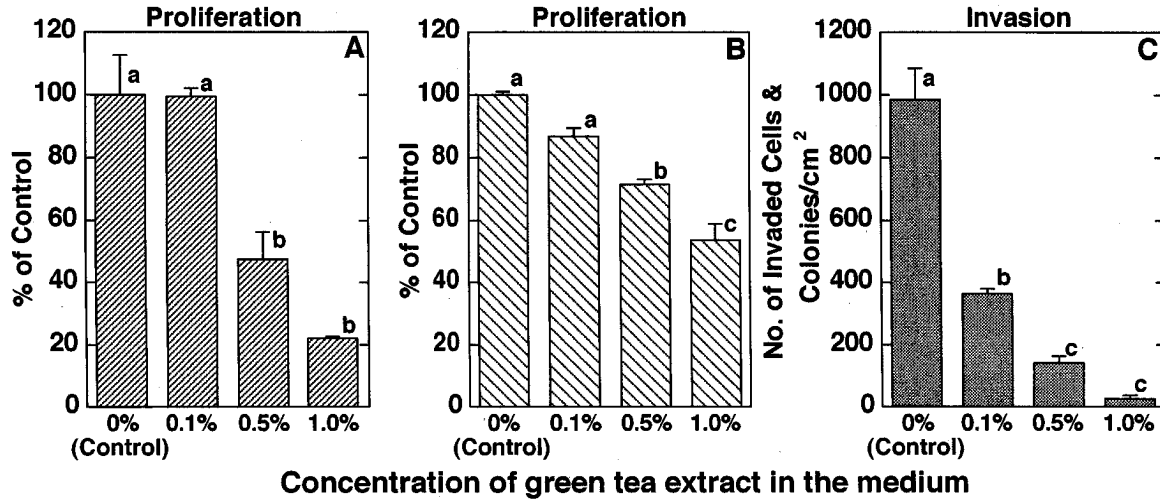 Proliferation
A
% of Control
120
100
80
60
40
20
0
a
a
b
b
0%
(Control)
0.1%
0.5%
1.0%
Proliferation
B
% of Control
120
100
80
60
40
20
0
a
a
b
c
0%
(Control)
0.1%
0.5%
1.0%
Invasion
C
No. of Invaded Cells &
Colonies/cm²
1200
1000
800
600
400
200
0
a
b
c
c
0%
(Control)
0.1%
0.5%
1.0%
Concentration of green tea extract in the medium